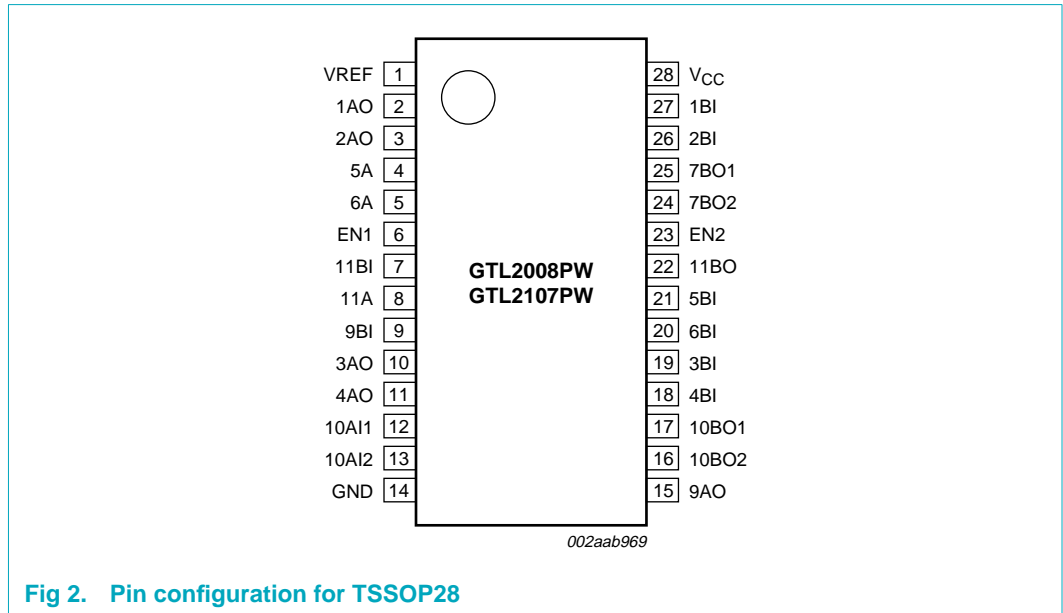 VREF 1 28 VCC
1AO 2 27 1BI
2AO 3 26 2BI
5A 4 25 7BO1
6A 5 24 7BO2
EN1 6 23 EN2
11BI 7 GTL2008PW 22 11BO
11A 8 GTL2107PW 21 5BI
9BI 9 20 6BI
3AO 10 19 3BI
4AO 11 18 4BI
10AI1 12 17 10BO1
10AI2 13 16 10BO2
GND 14 15 9AO
002aab969
Fig 2. Pin configuration for TSSOP28